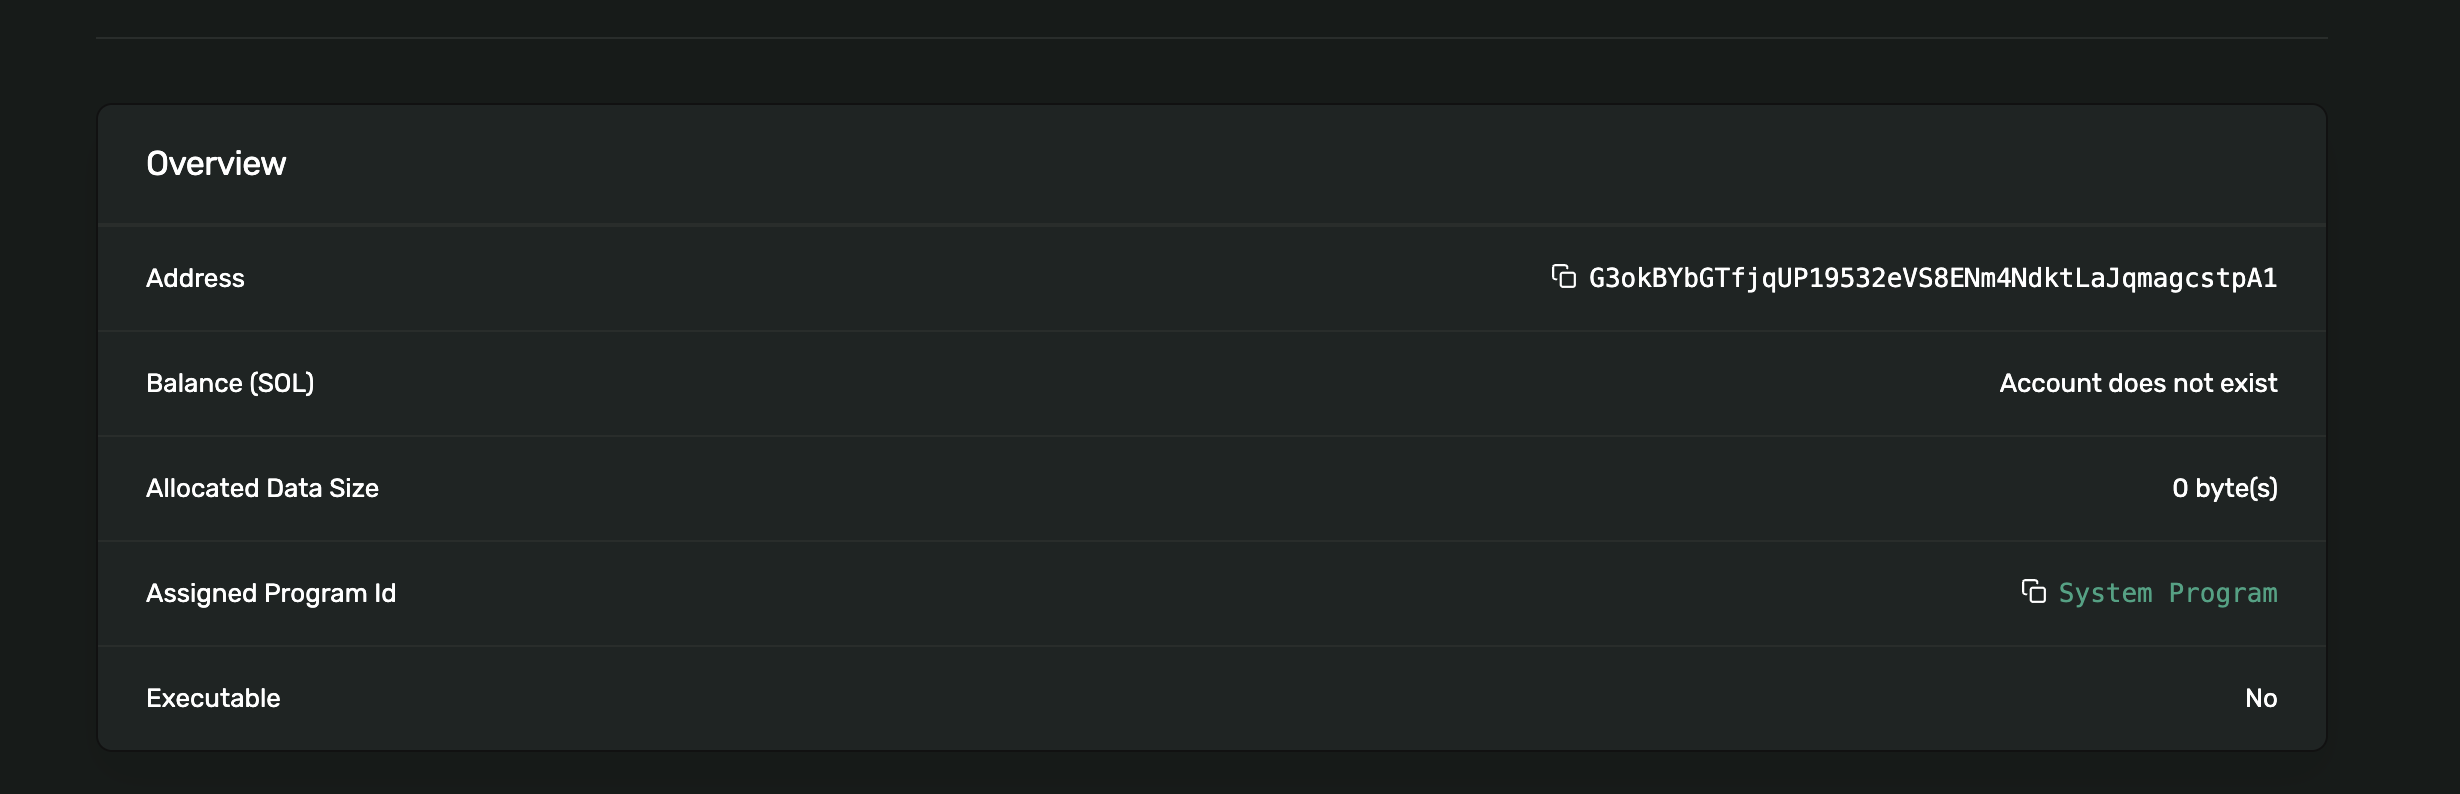 Overview
Address G3okBYbGTfjqUP19532eVS8ENm4NdktLaJqmagcstpA1
Balance (SOL) Account does not exist
Allocated Data Size 0 byte(s)
Assigned Program Id System Program
Executable No